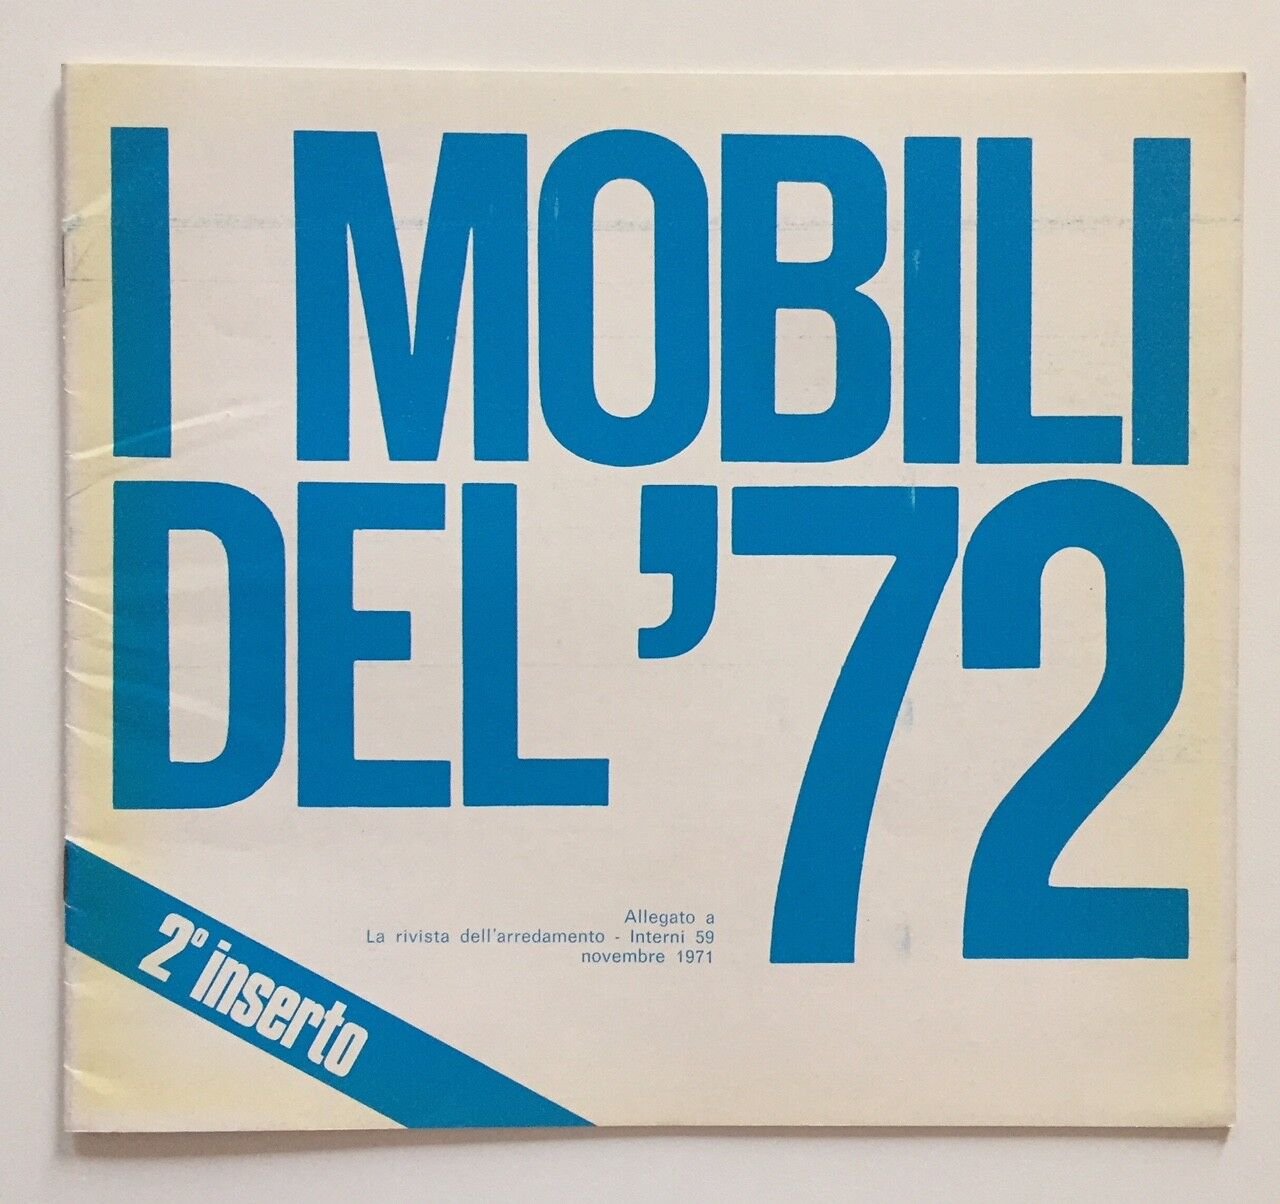 I MOBILI
DEL '72
Allegato a
La rivista dell'arredamento - Interni 59
novembre 1971
2° inserto